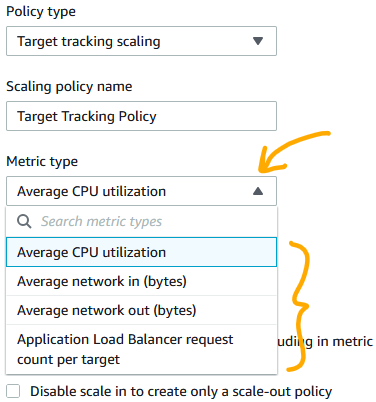 Policy type
Target tracking scaling
Scaling policy name
Target Tracking Policy
Metric type
Average CPU utilization
Search metric types
Average CPU utilization
Average network in (bytes)
Average network out (bytes)
Application Load Balancer request
count per target
in metric
Disable scale in to create only a scale-out policy